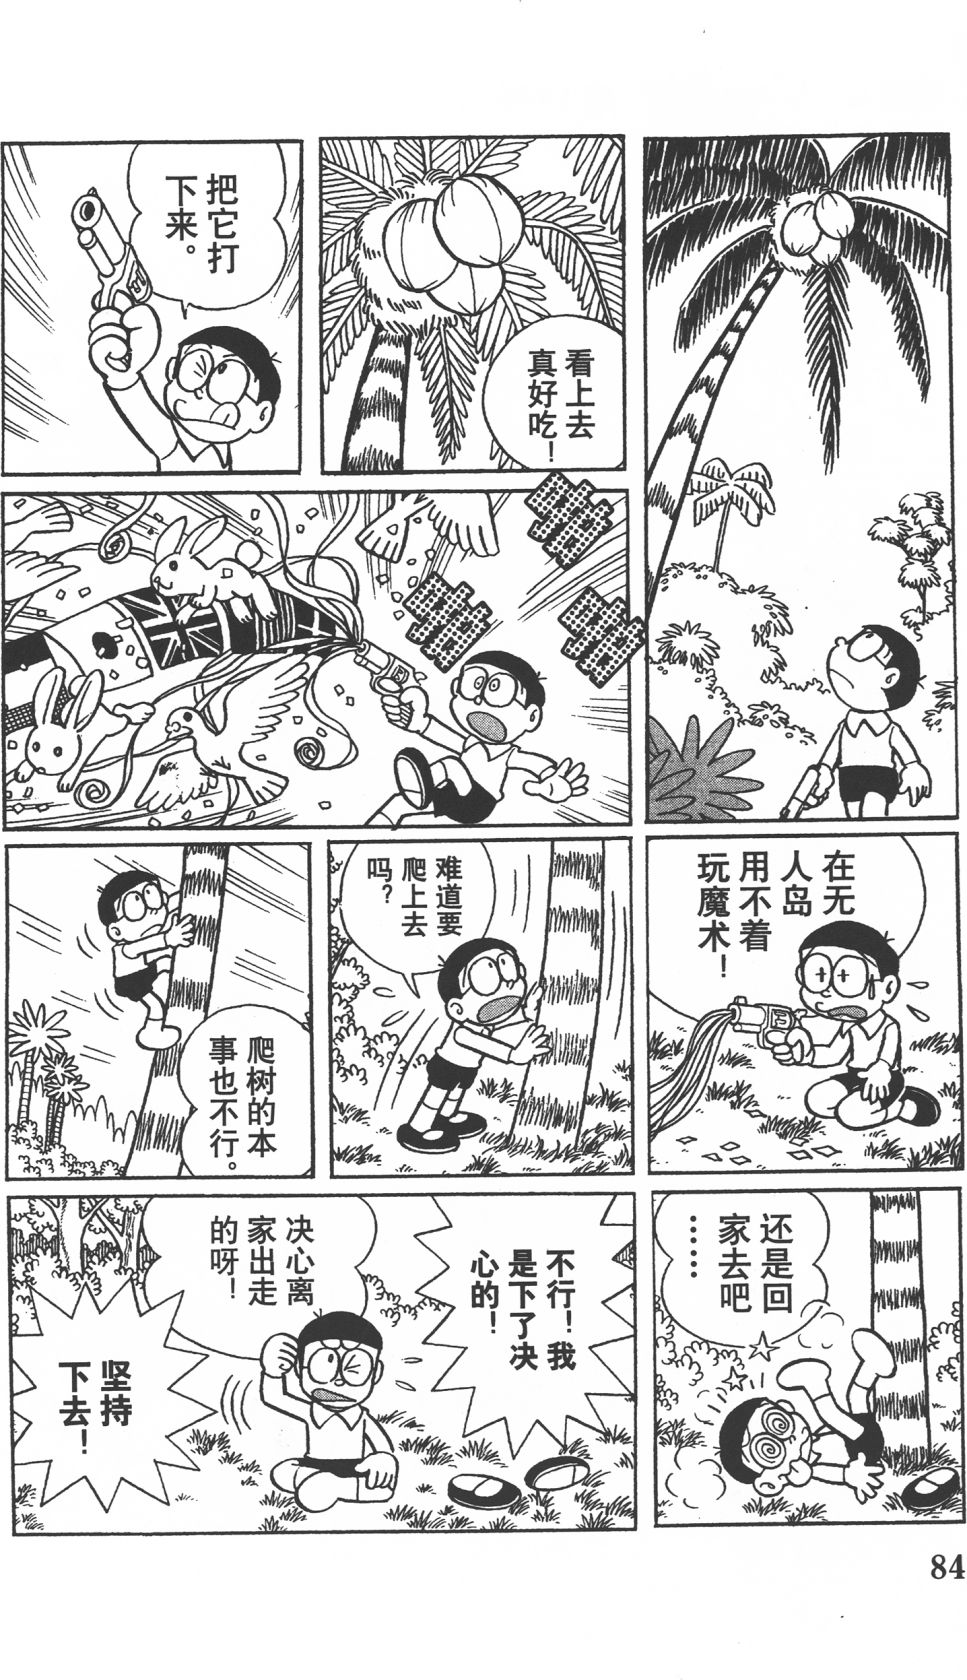 看上去
真好吃！
把它打
下来。
在无
人岛
用不着
玩魔术！
难道要
爬上去
吗？
爬树的本
事也不行。
还是回
家去吧
……
不行！我
是下了决
心的！
决心离
家出走
的呀！
坚持
下去！
84